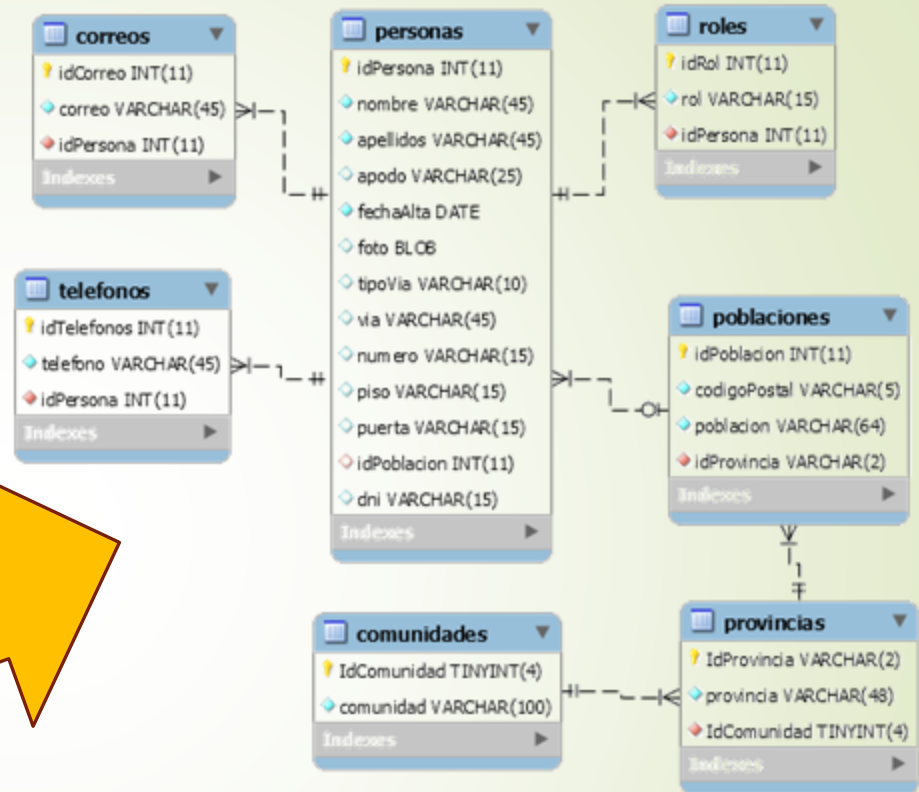 correos
idCorreo INT(11)
correo VARCHAR(45)
idPersona INT(11)
Indexes
personas
idPersona INT(11)
nombre VARCHAR(45)
apellidos VARCHAR(45)
apodo VARCHAR(25)
fechaAlta DATE
foto BLOB
tipoVia VARCHAR(10)
via VARCHAR(45)
numero VARCHAR(15)
piso VARCHAR(15)
puerta VARCHAR(15)
idPoblacion INT(11)
dni VARCHAR(15)
Indexes
roles
idRol INT(11)
rol VARCHAR(15)
idPersona INT(11)
Indexes
telefonos
idTelefonos INT(11)
telefono VARCHAR(45)
idPersona INT(11)
Indexes
poblaciones
idPoblacion INT(11)
codigoPostal VARCHAR(5)
poblacion VARCHAR(64)
idProvincia VARCHAR(2)
Indexes
comunidades
IdComunidad TINYINT(4)
comunidad VARCHAR(100)
Indexes
provincias
IdProvincia VARCHAR(2)
provincia VARCHAR(48)
IdComunidad TINYINT(4)
Indexes